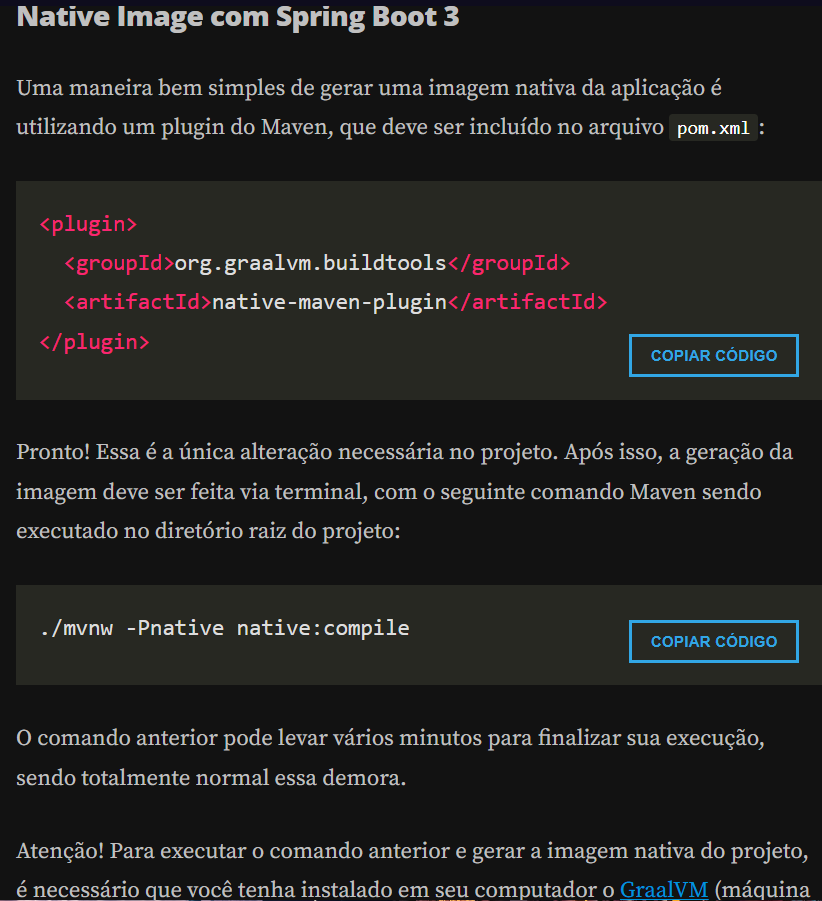 Native Image com Spring Boot 3
Uma maneira bem simples de gerar uma imagem nativa da aplicação é
utilizando um plugin do Maven, que deve ser incluído no arquivo pom.xml:
<plugin>
  <groupId>org.graalvm.buildtools</groupId>
  <artifactId>native-maven-plugin</artifactId>
</plugin>
COPIAR CÓDIGO
Pronto! Essa é a única alteração necessária no projeto. Após isso, a geração da
imagem deve ser feita via terminal, com o seguinte comando Maven sendo
executado no diretório raiz do projeto:
./mvnw -Pnative native:compile
COPIAR CÓDIGO
O comando anterior pode levar vários minutos para finalizar sua execução,
sendo totalmente normal essa demora.
Atenção! Para executar o comando anterior e gerar a imagem nativa do projeto,
é necessário que você tenha instalado em seu computador o GraalVM (máquina